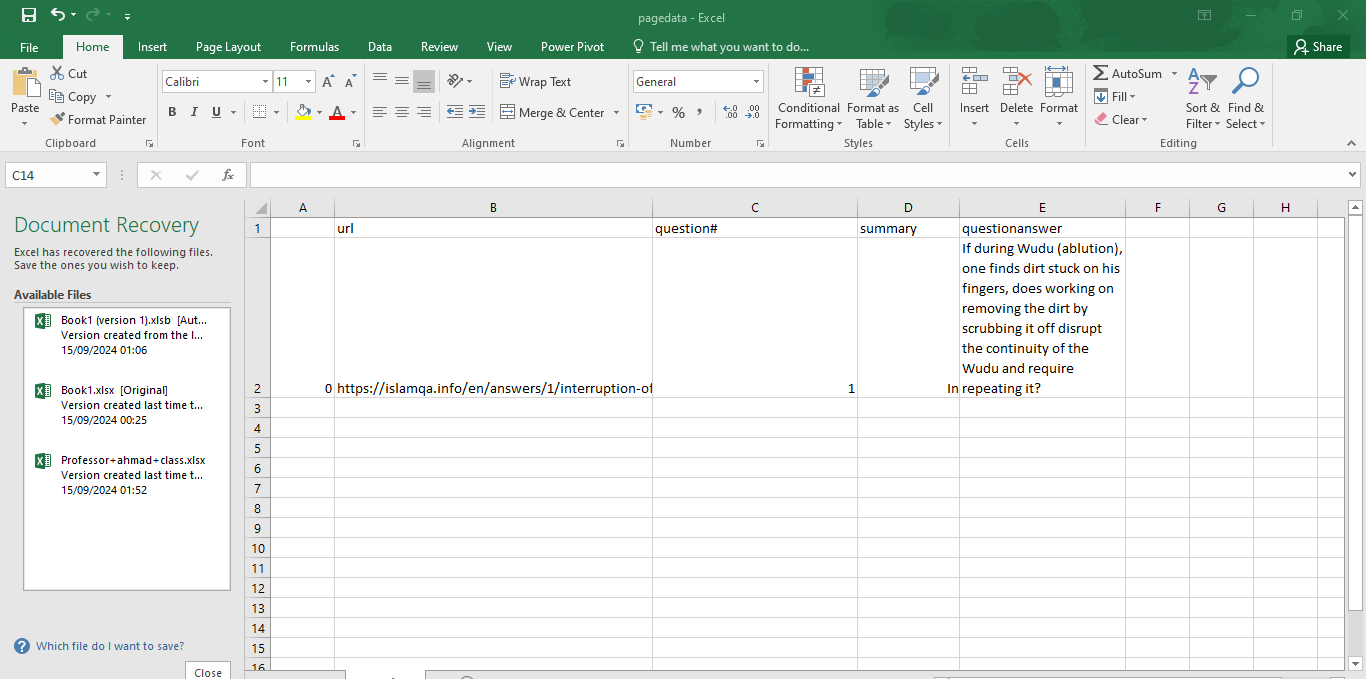 pagedata - Excel
File Home Insert Page Layout Formulas Data Review View Power Pivot Tell me what you want to do... Share
Cut
Copy
Format Painter
Paste
Clipboard
Calibri 11
B I U
Font
Wrap Text
Merge & Center
Alignment
General
%
Number
Conditional Formatting
Format as Table
Cell Styles
Styles
Insert Delete Format
Cells
AutoSum
Fill
Clear
Sort & Filter
Find & Select
Editing
C14
fx
Document Recovery
Excel has recovered the following files.
Save the ones you wish to keep.
Available Files
Book1 (version 1).xlsb [Aut...
Version created from the l...
15/09/2024 01:06
Book1.xlsx [Original]
Version created last time t...
15/09/2024 00:25
Professor+ahmad+class.xlsx
Version created last time t...
15/09/2024 01:52
Which file do I want to save?
Close
A B C D E F G H
1 url question# summary questionanswer
If during Wudu (ablution),
one finds dirt stuck on his
fingers, does working on
removing the dirt by
scrubbing it off disrupt
the continuity of the
Wudu and require
2 0 https://islamqa.info/en/answers/1/interruption-of 1 In repeating it?
3
4
5
6
7
8
9
10
11
12
13
14
15
16